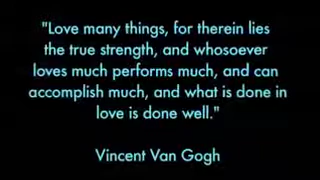 "Love many things, for therein lies
the true strength, and whosoever
loves much performs much, and can
accomplish much, and what is done in
love is done well."
Vincent Van Gogh